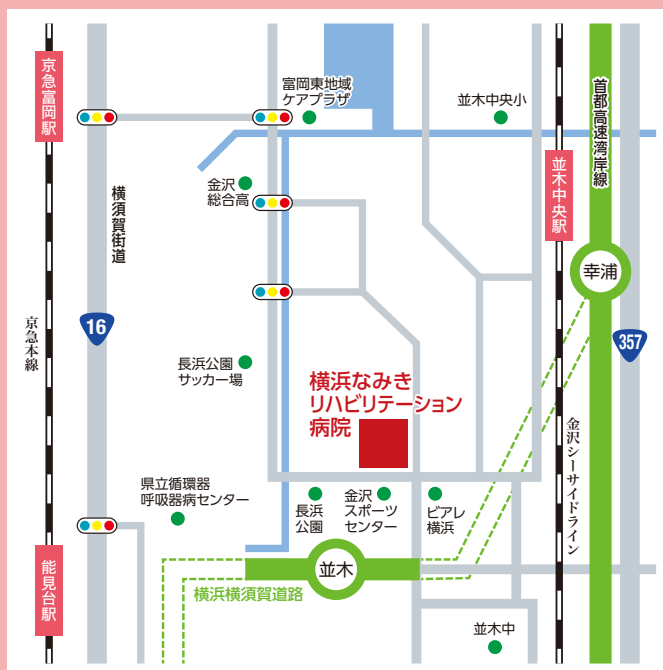 京急富岡駅
富岡東地域
ケアプラザ
並木中央小
首都高速湾岸線
並木中央駅
金沢
総合高
横須賀街道
幸浦
16
京急本線
357
長浜公園
サッカー場
横浜なみき
リハビリテーション
病院
金沢シーサイドライン
県立循環器
呼吸器病センター
長浜
公園
金沢
スポーツ
センター
ピアレ
横浜
能見台駅
並木
横浜横須賀道路
並木中